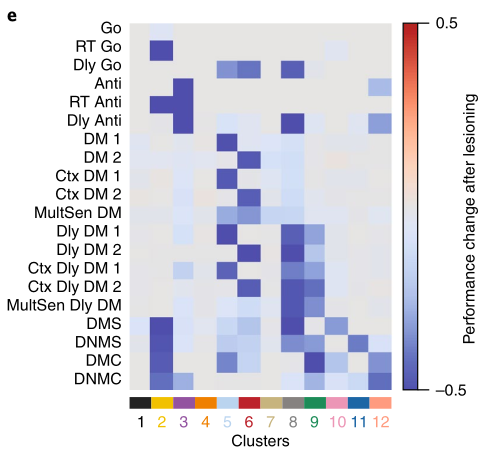 e
Go
RT Go
Dly Go
Anti
RT Anti
Dly Anti
DM 1
DM 2
Ctx DM 1
Ctx DM 2
MultSen DM
Dly DM 1
Dly DM 2
Ctx Dly DM 1
Ctx Dly DM 2
MultSen Dly DM
DMS
DNMS
DMC
DNMC
1 2 3 4 5 6 7 8 9 10 11 12
Clusters
0.5
–0.5
Performance change after lesioning